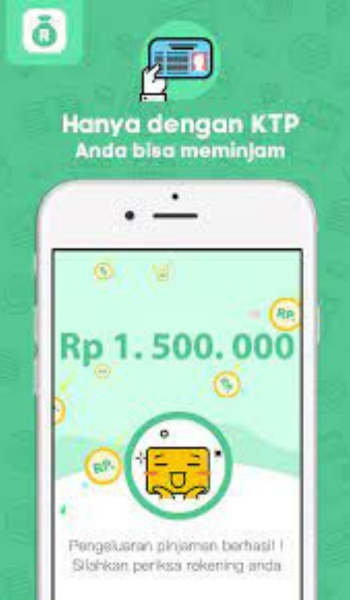 R
Hanya dengan KTP
Anda bisa meminjam
RP.
Rp 1. 500. 000
RP.
Pengeluaran pinjaman berhasil !
Silahkan periksa rekening anda